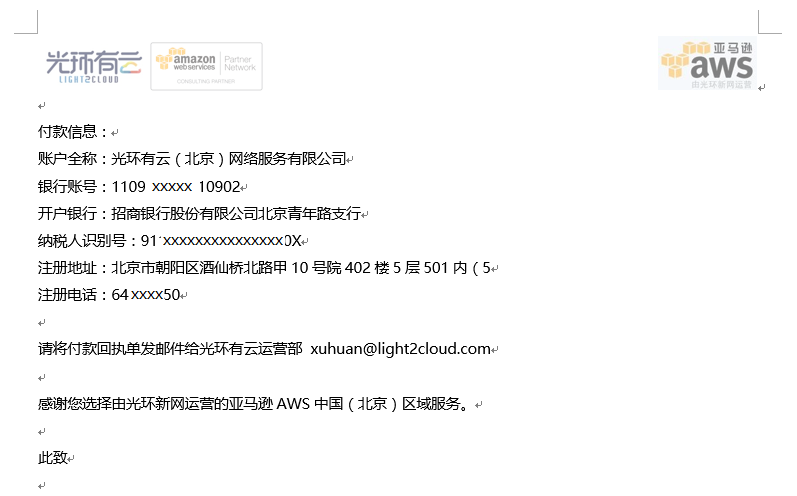 光环有云
LIGHT2CLOUD
amazon
web services
Partner
Network
CONSULTING PARTNER
亚马逊
aws
由光环新网运营
付款信息：
账户全称：光环有云（北京）网络服务有限公司
银行账号：1109 xxxxx 10902
开户银行：招商银行股份有限公司北京青年路支行
纳税人识别号：91xxxxxxxxxxxxxxx0X
注册地址：北京市朝阳区酒仙桥北路甲 10 号院 402 楼 5 层 501 内（5
注册电话：64 xxxx50
请将付款回执单发邮件给光环有云运营部 xuhuan@light2cloud.com
感谢您选择由光环新网运营的亚马逊 AWS 中国（北京）区域服务。
此致